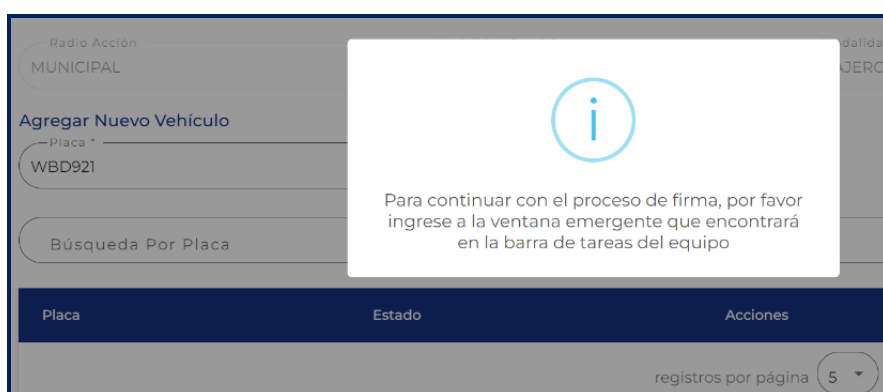 Radio Acción
MUNICIPAL
Agregar Nuevo Vehículo
Placa *
WBD921
Búsqueda Por Placa
i
Para continuar con el proceso de firma, por favor
ingrese a la ventana emergente que encontrará
en la barra de tareas del equipo
Placa Estado Acciones
registros por página 5